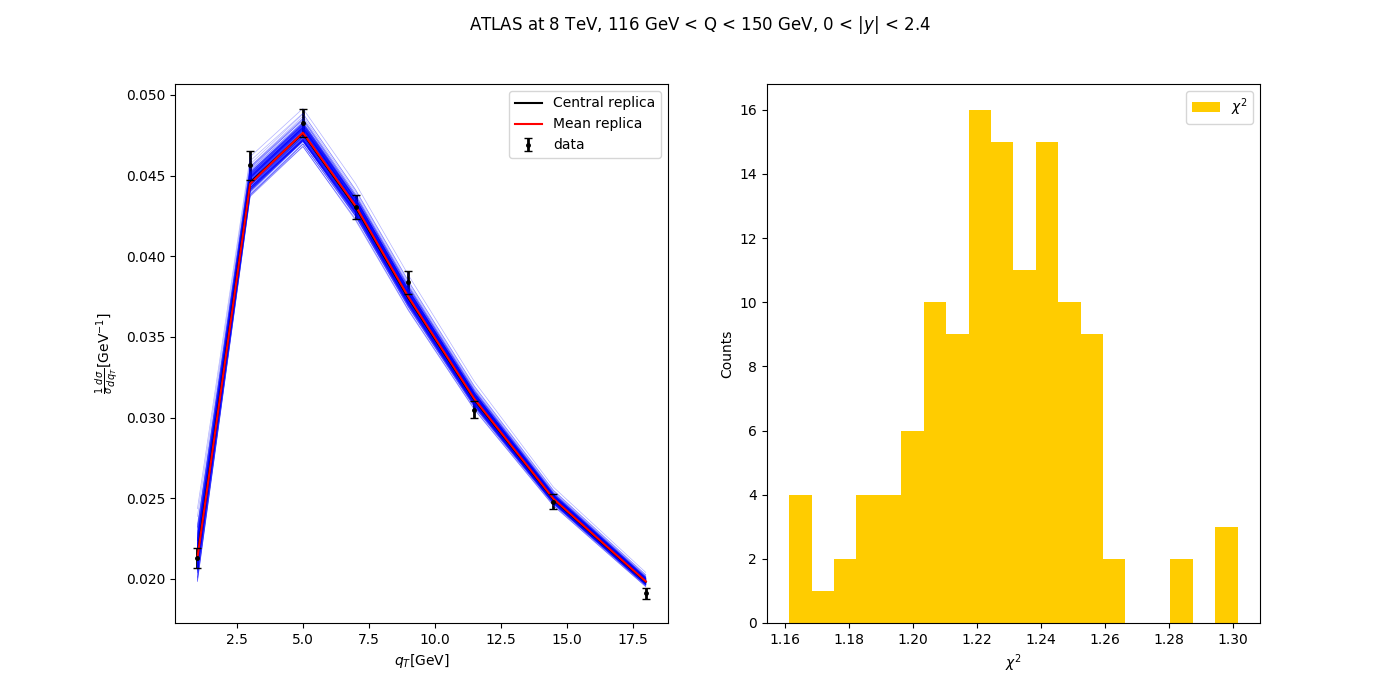 ATLAS at 8 TeV, 116 GeV < Q < 150 GeV, 0 < |y| < 2.4
0.050
0.045
0.040
0.035
0.030
0.025
0.020
1/σ dσ/dq_T [GeV⁻¹]
2.5 5.0 7.5 10.0 12.5 15.0 17.5
q_T[GeV]
Central replica
Mean replica
data
16
14
12
10
8
6
4
2
0
Counts
1.16 1.18 1.20 1.22 1.24 1.26 1.28 1.30
χ²
χ²